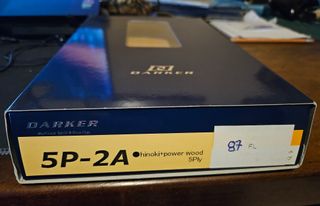 DARKER
DARKER
5P-2A
●hinoki+power wood
5Ply
87 FL